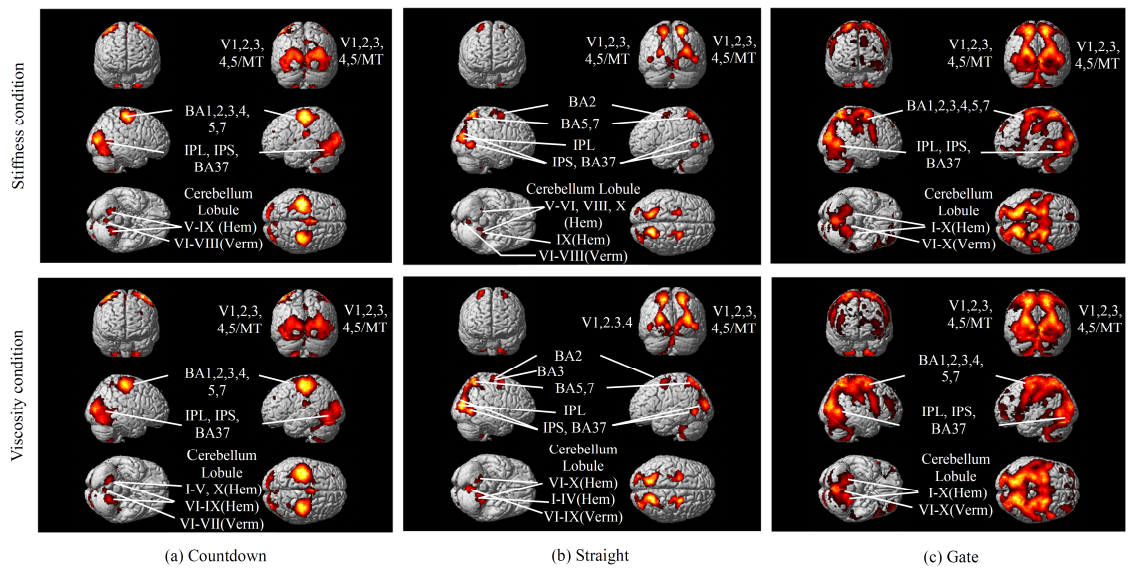 Stiffness condition
V1,2,3,
4,5/MT
V1,2,3,
4,5/MT
BA1,2,3,4,
5,7
IPL, IPS,
BA37
Cerebellum
Lobule
V-IX (Hem)
VI-VIII(Verm)
V1,2,3,
4,5/MT
V1,2,3,
4,5/MT
BA2
BA5,7
IPL
IPS, BA37
Cerebellum Lobule
V-VI, VIII, X
(Hem)
IX(Hem)
VI-VIII(Verm)
V1,2,3,
4,5/MT
V1,2,3,
4,5/MT
BA1,2,3,4,5,7
IPL, IPS,
BA37
Cerebellum
Lobule
I-X(Hem)
VI-X(Verm)
Viscosity condition
V1,2,3,
4,5/MT
V1,2,3,
4,5/MT
BA1,2,3,4,
5,7
IPL, IPS,
BA37
Cerebellum
Lobule
I-V, X(Hem)
VI-IX(Hem)
VI-VII(Verm)
V1,2.3.4
V1,2,3,
4,5/MT
BA2
BA3
BA5,7
IPL
IPS, BA37
Cerebellum
Lobule
VI-X(Hem)
I-IV(Hem)
VI-IX(Verm)
V1,2,3,
4,5/MT
V1,2,3,
4,5/MT
BA1,2,3,4,
5,7
IPL, IPS,
BA37
Cerebellum
Lobule
I-X(Hem)
VI-X(Verm)
(a) Countdown
(b) Straight
(c) Gate